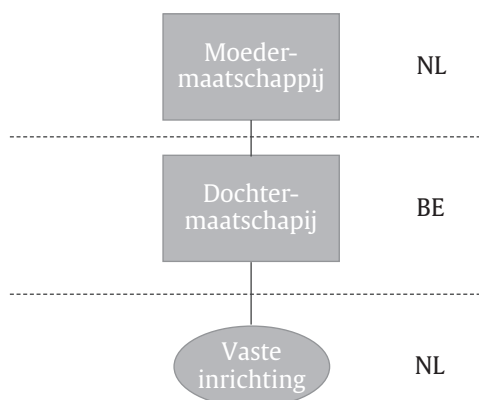 Moeder-
maatschappij
NL
Dochter-
maatschapij
BE
Vaste
inrichting
NL